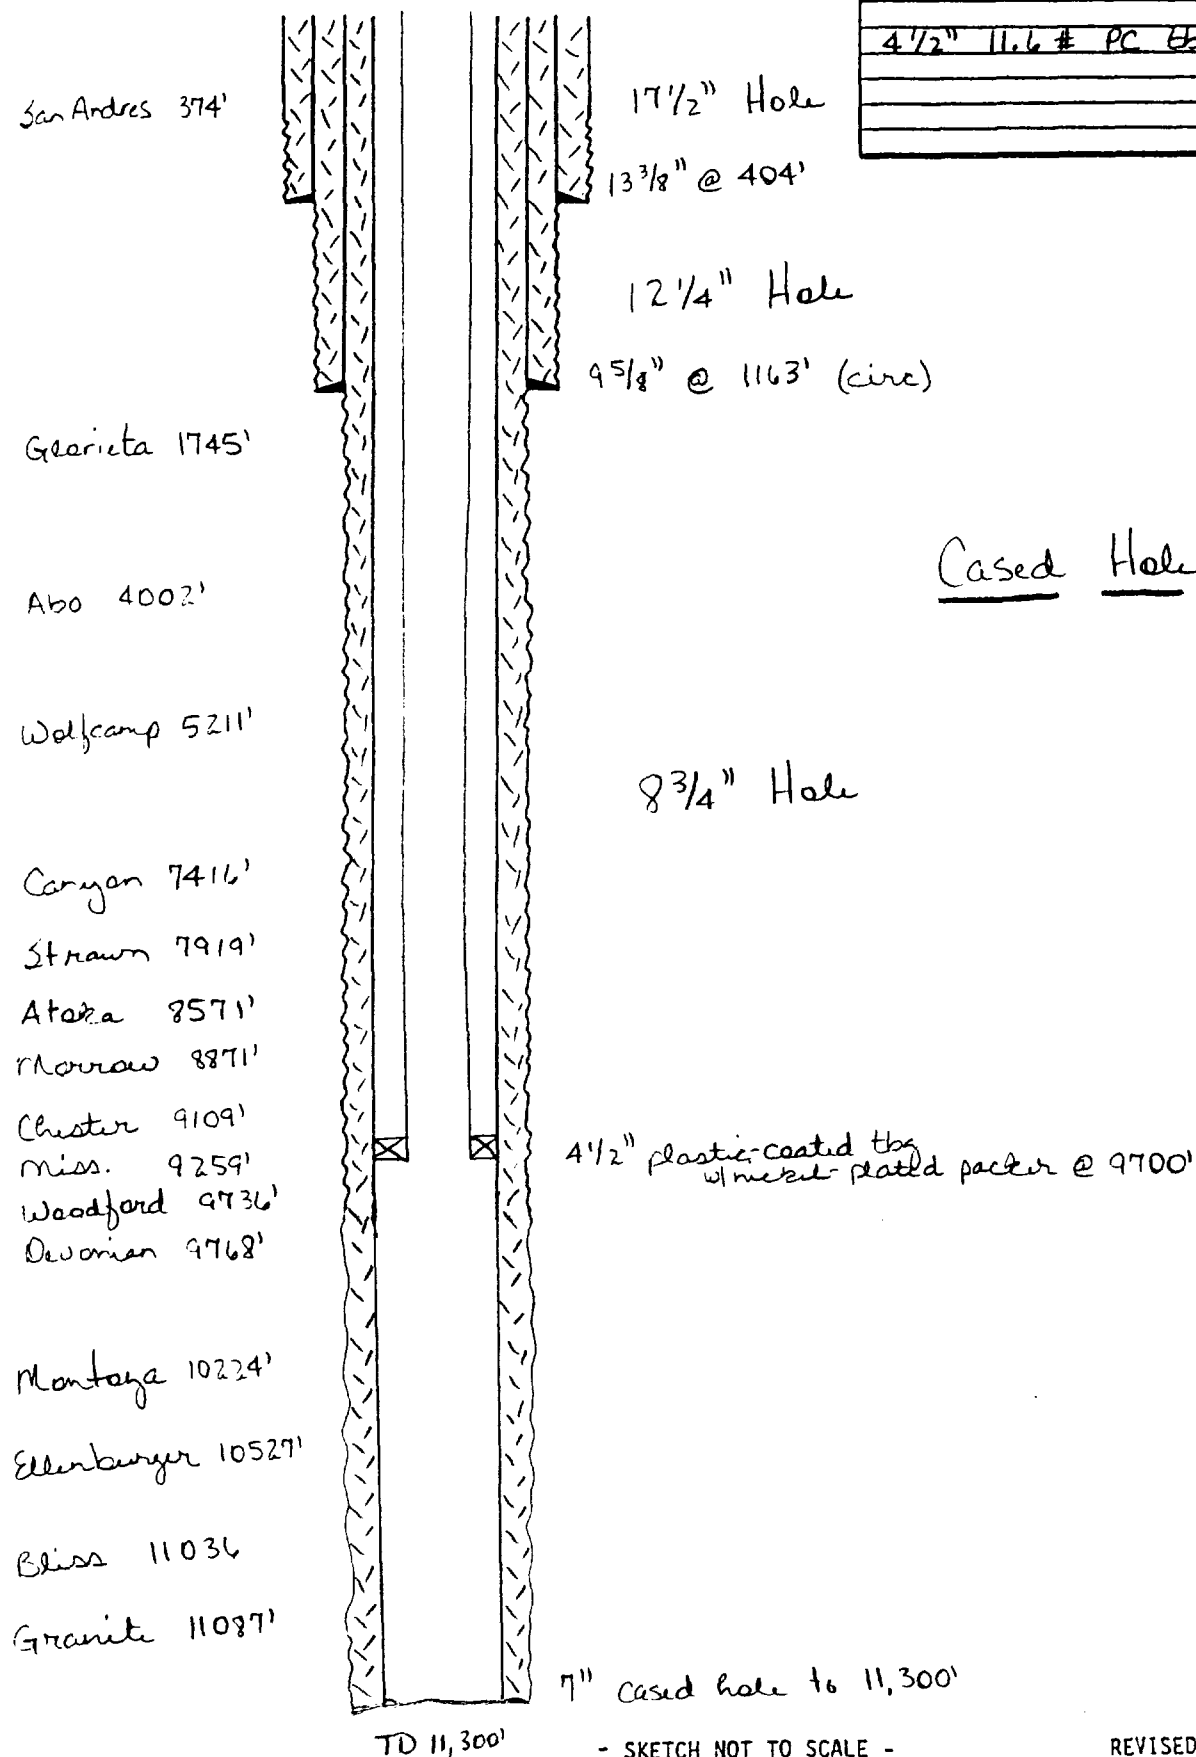 4 1/2" 11.6 # PC tb
San Andres 374'
17 1/2" Hole
13 3/8" @ 404'
12 1/4" Hole
9 5/8" @ 1163' (circ)
Glorieta 1745'
Cased Hole
Abo 4002'
Wolfcamp 5211'
8 3/4" Hole
Canyon 7416'
Strawn 7919'
Atoka 8571'
Morrow 8871'
Chester 9109'
Miss. 9259'
4 1/2" plastic-coated tbg
w/nickel-plated packer @ 9700'
Woodford 9736'
Devonian 9768'
Montoya 10224'
Ellenburger 10527'
Bliss 11036
Granite 11087'
7" cased hole to 11,300'
TD 11,300'
- SKETCH NOT TO SCALE -
REVISED